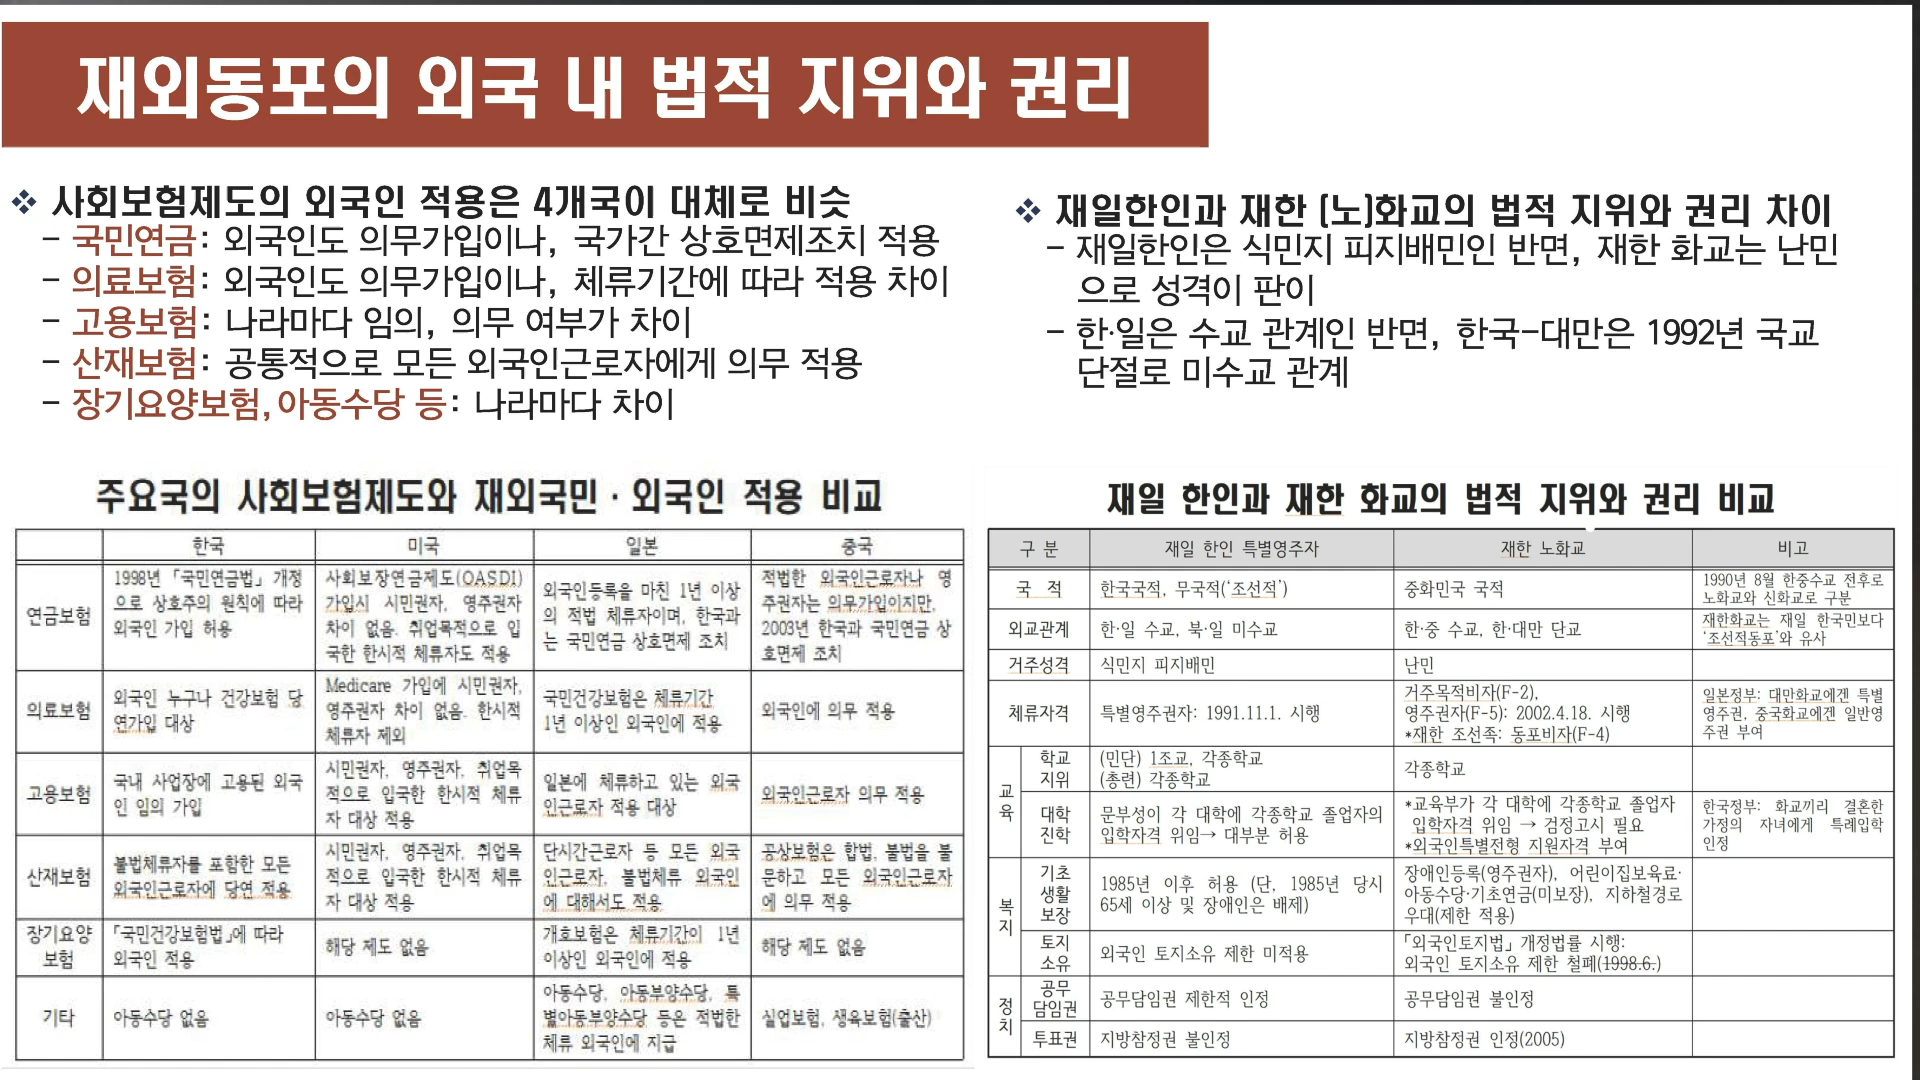 재외동포의 외국 내 법적 지위와 권리
❖ 사회보험제도의 외국인 적용은 4개국이 대체로 비슷
– 국민연금: 외국인도 의무가입이나, 국가간 상호면제조치 적용
– 의료보험: 외국인도 의무가입이나, 체류기간에 따라 적용 차이
– 고용보험: 나라마다 임의, 의무 여부가 차이
– 산재보험: 공통적으로 모든 외국인근로자에게 의무 적용
– 장기요양보험, 아동수당 등: 나라마다 차이
❖ 재일한인과 재한 [노]화교의 법적 지위와 권리 차이
– 재일한인은 식민지 피지배민인 반면, 재한 화교는 난민
으로 성격이 판이
– 한·일은 수교 관계인 반면, 한국-대만은 1992년 국교
단절로 미수교 관계
주요국의 사회보험제도와 재외국민 · 외국인 적용 비교
한국 미국 일본 중국
연금보험
1998년 「국민연금법」 개정
으로 상호주의 원칙에 따라
외국인 가입 허용
사회보장연금제도(OASDI)
가입시 시민권자, 영주권자
차이 없음. 취업목적으로 입
국한 한시적 체류자도 적용
외국인등록을 마친 1년 이상
의 적법 체류자이며, 한국과
는 국민연금 상호면제 조치
적법한 외국인근로자나 영
주권자는 의무가입이지만,
2003년 한국과 국민연금 상
호면제 조치
의료보험
외국인 누구나 건강보험 당
연가입 대상
Medicare 가입에 시민권자,
영주권자 차이 없음. 한시적
체류자 제외
국민건강보험은 체류기간
1년 이상인 외국인에 적용
외국인에 의무 적용
고용보험
국내 사업장에 고용된 외국
인 임의 가입
시민권자, 영주권자, 취업목
적으로 입국한 한시적 체류
자 대상 적용
일본에 체류하고 있는 외국
인근로자 적용 대상
외국인근로자 의무 적용
산재보험
불법체류자를 포함한 모든
외국인근로자에 당연 적용
시민권자, 영주권자, 취업목
적으로 입국한 한시적 체류
자 대상 적용
단시간근로자 등 모든 외국
인근로자, 불법체류 외국인
에 대해서도 적용
공상보험은 합법, 불법을 불
문하고 모든 외국인근로자
에 의무 적용
장기요양
보험
「국민건강보험법」에 따라
외국인 적용
해당 제도 없음
개호보험은 체류기간이 1년
이상인 외국인에 적용
해당 제도 없음
기타
아동수당 없음
아동수당 없음
아동수당, 아동부양수당, 특
별아동부양수당 등은 적법한
체류 외국인에 지급
실업보험, 생육보험(출산)
재일 한인과 재한 화교의 법적 지위와 권리 비교
구 분 재일 한인 특별영주자 재한 노화교 비고
국 적
한국국적, 무국적(‘조선적’)
중화민국 국적
1990년 8월 한중수교 전후로
노화교와 신화교로 구분
외교관계
한·일 수교, 북·일 미수교
한·중 수교, 한·대만 단교
재한화교는 재일 한국민보다
‘조선적동포’와 유사
거주성격
식민지 피지배민
난민
체류자격
특별영주권자: 1991.11.1. 시행
거주목적비자(F-2),
영주권자(F-5): 2002.4.18. 시행
*재한 조선족: 동포비자(F-4)
일본정부: 대만화교에겐 특별
영주권, 중국화교에겐 일반영
주권 부여
교
육
학교
지위
(민단) 1조교, 각종학교
(총련) 각종학교
각종학교
대학
진학
문부성이 각 대학에 각종학교 졸업자의
입학자격 위임→ 대부분 허용
*교육부가 각 대학에 각종학교 졸업자
입학자격 위임 → 검정고시 필요
*외국인특별전형 지원자격 부여
한국정부: 화교끼리 결혼한
가정의 자녀에게 특례입학
인정
복
지
기초
생활
보장
1985년 이후 허용 (단, 1985년 당시
65세 이상 및 장애인은 배제)
장애인등록(영주권자), 어린이집보육료·
아동수당·기초연금(미보장), 지하철경로
우대(제한 적용)
토지
소유
외국인 토지소유 제한 미적용
「외국인토지법」 개정법률 시행:
외국인 토지소유 제한 철폐(1998.6.)
정
치
공무
담임권
공무담임권 제한적 인정
공무담임권 불인정
투표권
지방참정권 불인정
지방참정권 인정(2005)